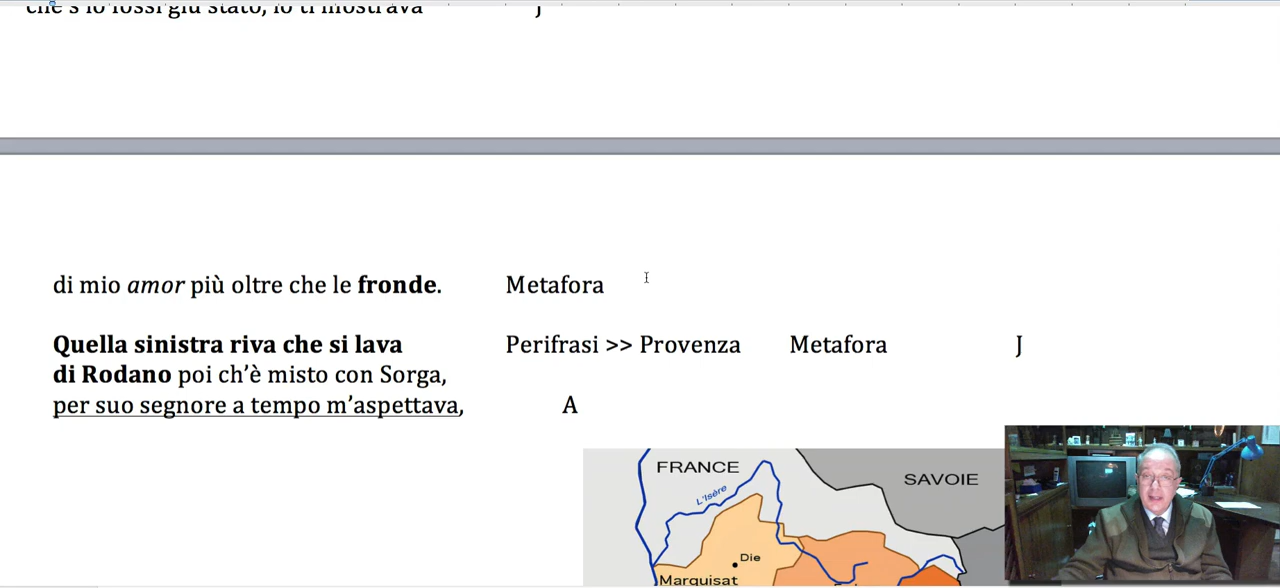 che s'io fossi giù stato, io ti mostrava J
di mio amor più oltre che le fronde. Metafora
Quella sinistra riva che si lava Perifrasi >> Provenza Metafora J
di Rodano poi ch'è misto con Sorga,
per suo segnore a tempo m'aspettava, A
FRANCE
SAVOIE
L'Isère
Die
Marquisat